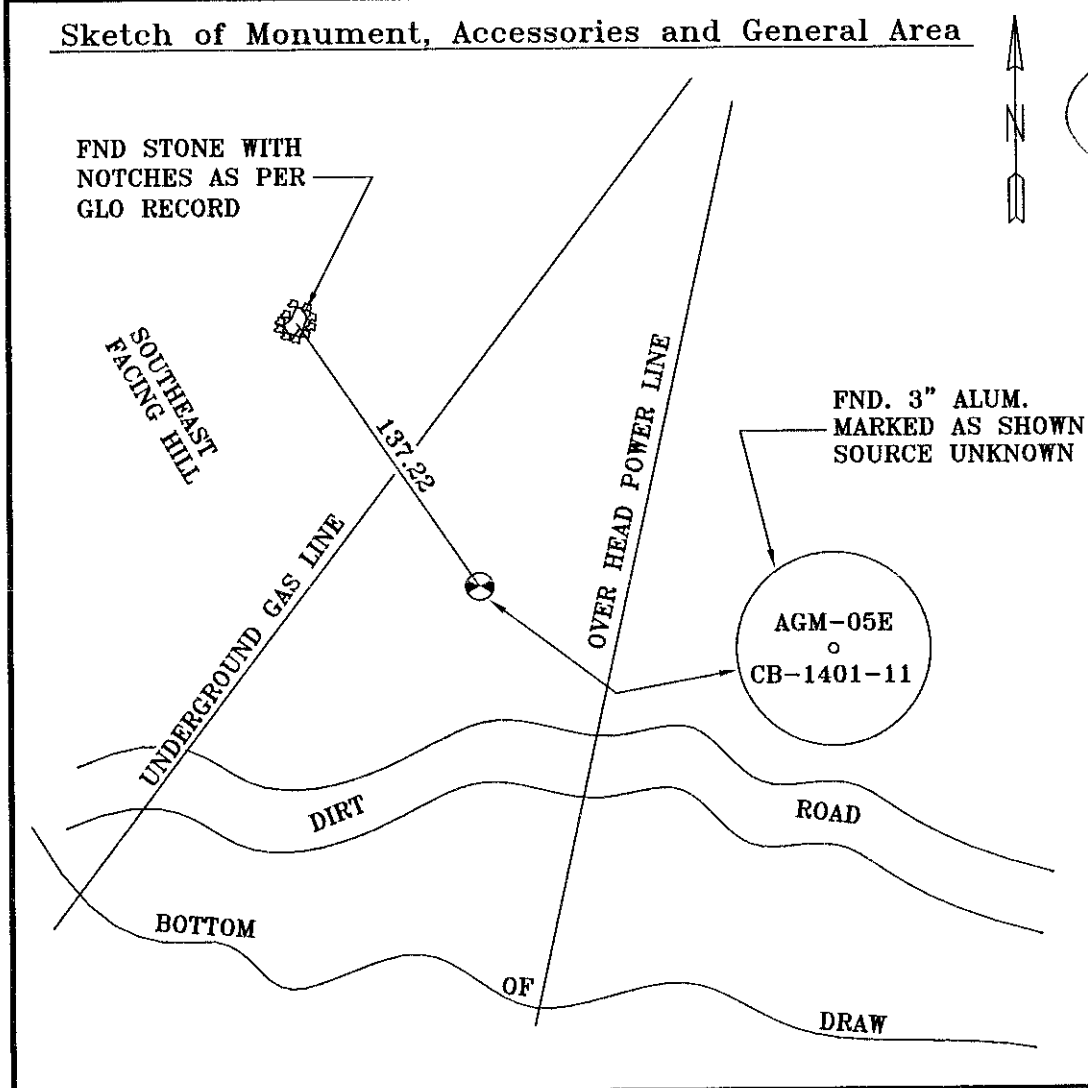 Sketch of Monument, Accessories and General Area
N
FND STONE WITH
NOTCHES AS PER
GLO RECORD
SOUTHEAST
FACING HILL
137.22
UNDERGROUND GAS LINE
OVER HEAD POWER LINE
FND. 3" ALUM.
MARKED AS SHOWN
SOURCE UNKNOWN
AGM-05E
CB-1401-11
DIRT ROAD
BOTTOM OF DRAW